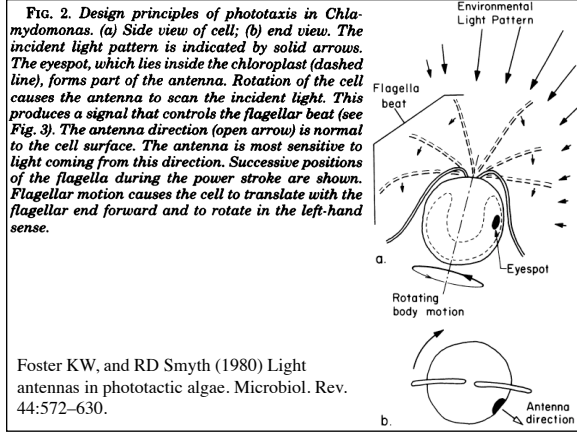 FIG. 2. Design principles of phototaxis in Chla-
mydomonas. (a) Side view of cell; (b) end view. The
incident light pattern is indicated by solid arrows.
The eyespot, which lies inside the chloroplast (dashed
line), forms part of the antenna. Rotation of the cell
causes the antenna to scan the incident light. This
produces a signal that controls the flagellar beat (see
Fig. 3). The antenna direction (open arrow) is normal
to the cell surface. The antenna is most sensitive to
light coming from this direction. Successive positions
of the flagella during the power stroke are shown.
Flagellar motion causes the cell to translate with the
flagellar end forward and to rotate in the left-hand
sense.
Foster KW, and RD Smyth (1980) Light
antennas in phototactic algae. Microbiol. Rev.
44:572–630.
Environmental
Light Pattern
Flagella
beat
a.
Eyespot
Rotating
body motion
b.
Antenna
direction